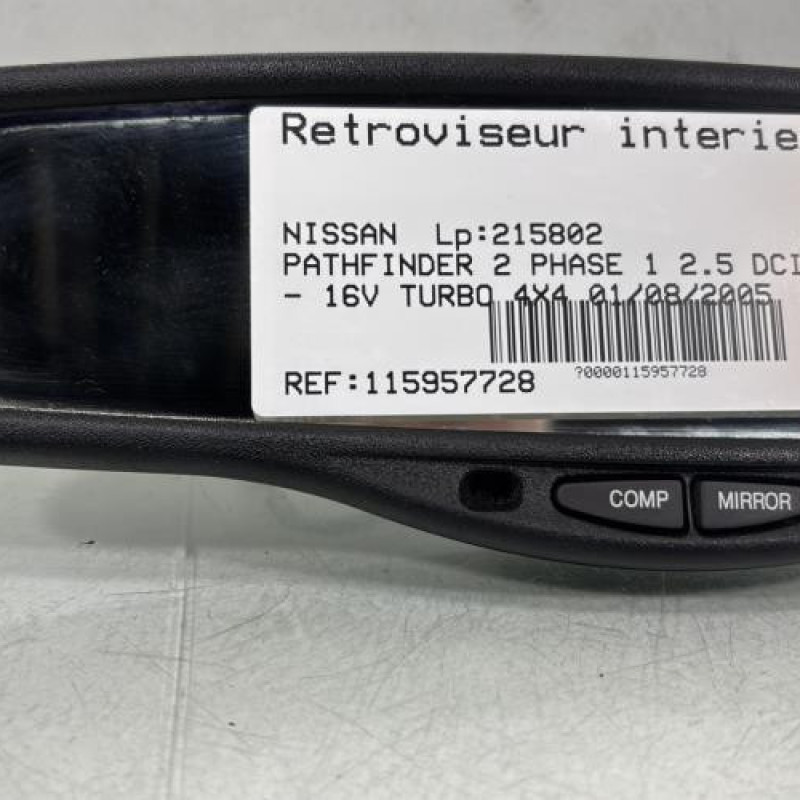 Retroviseur interie
NISSAN Lp:215802
PATHFINDER 2 PHASE 1 2.5 DCI
- 16V TURBO 4X4 01/08/2005
?0000115957728
REF:115957728
COMP MIRROR